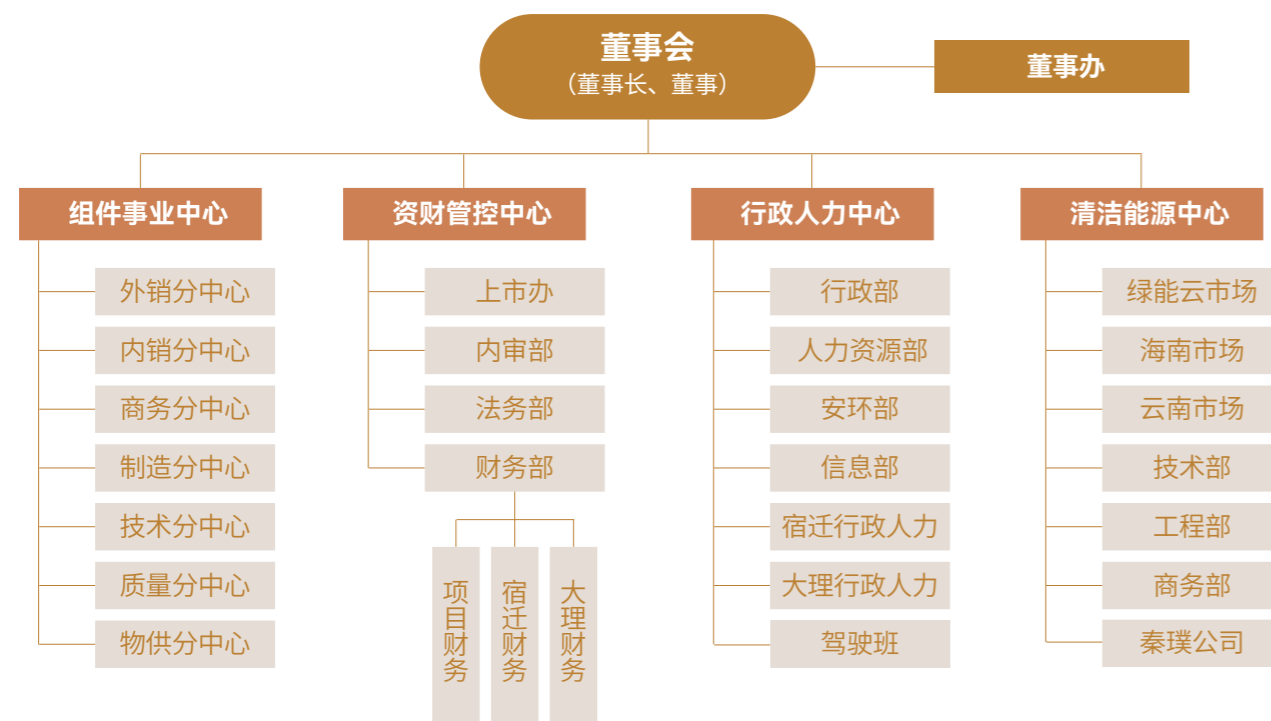 董事会
（董事长、董事）
董事办
组件事业中心
外销分中心
内销分中心
商务分中心
制造分中心
技术分中心
质量分中心
物供分中心
资财管控中心
上市办
内审部
法务部
财务部
项目财务
宿迁财务
大理财务
行政人力中心
行政部
人力资源部
安环部
信息部
宿迁行政人力
大理行政人力
驾驶班
清洁能源中心
绿能云市场
海南市场
云南市场
技术部
工程部
商务部
秦璞公司